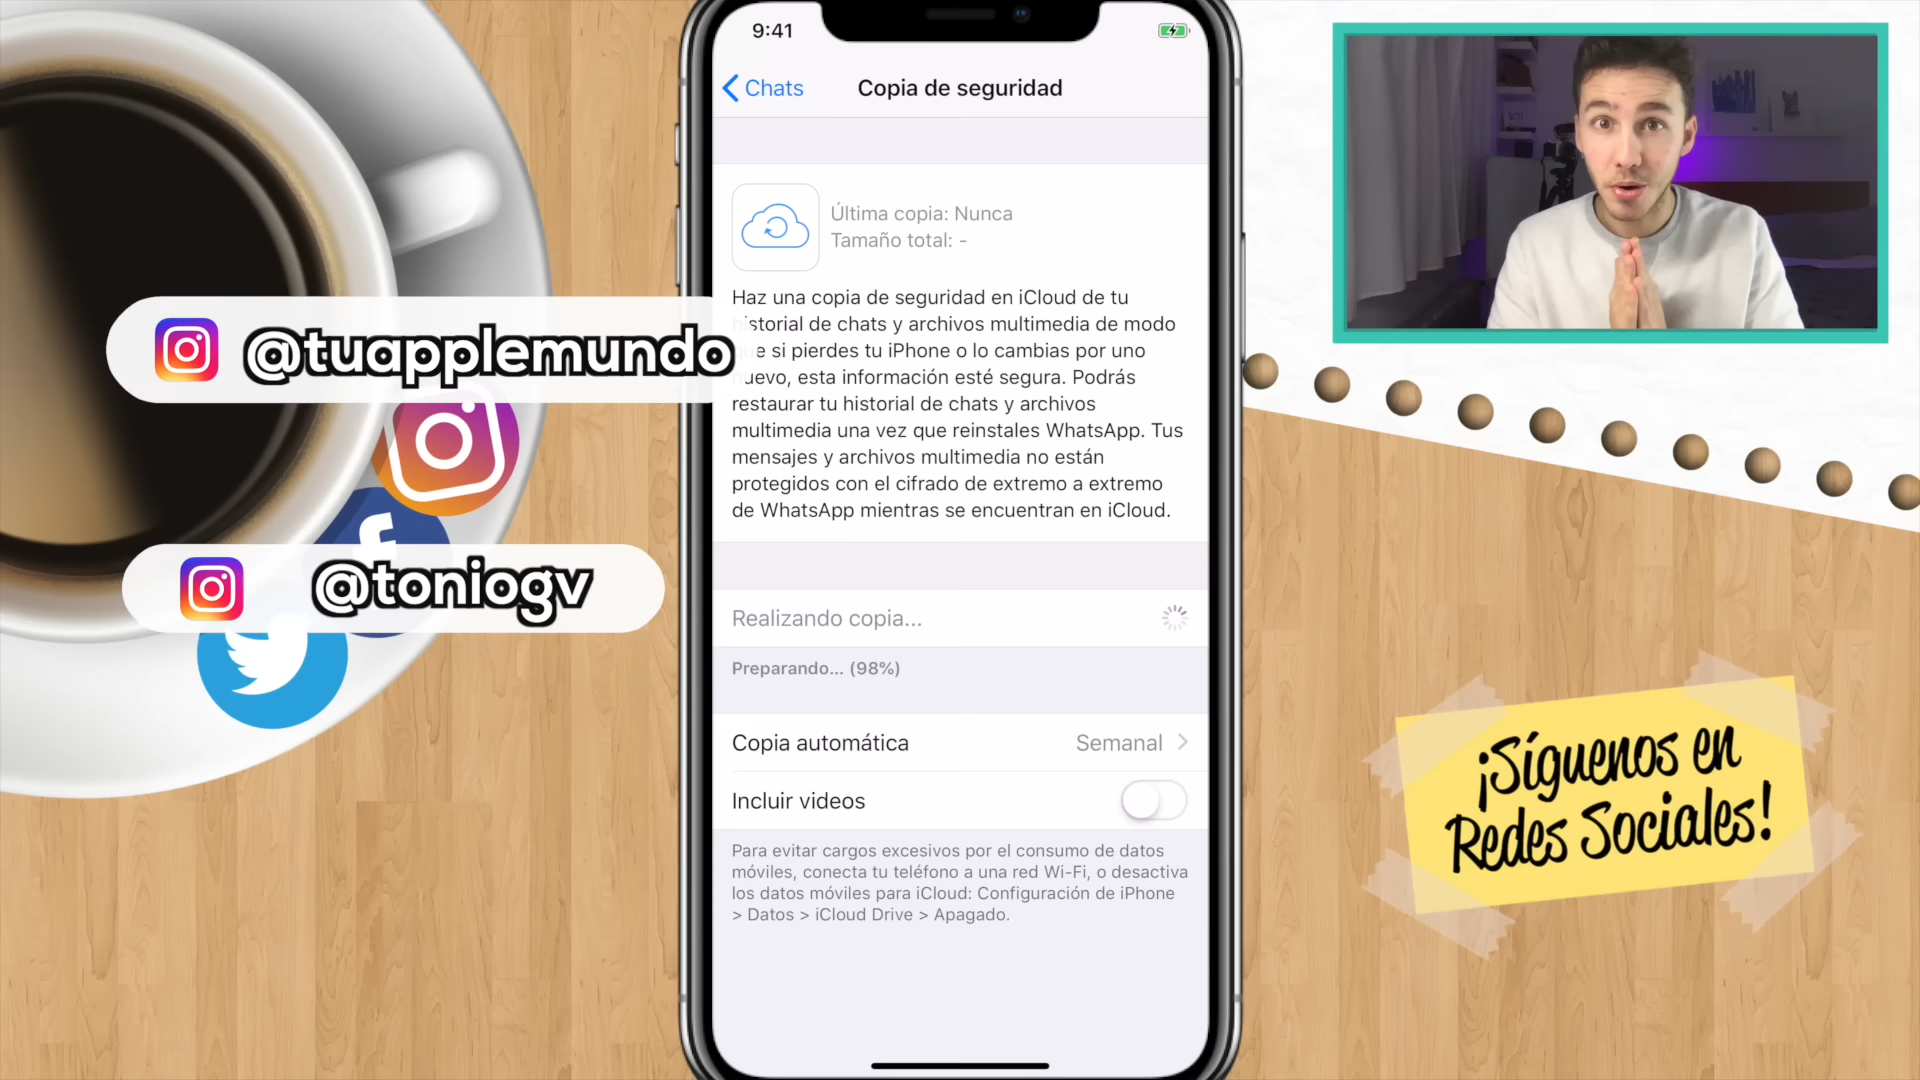 9:41
Chats
Copia de seguridad
Última copia: Nunca
Tamaño total: -
Haz una copia de seguridad en iCloud de tu
historial de chats y archivos multimedia de modo
que si pierdes tu iPhone o lo cambias por uno
nuevo, esta información esté segura. Podrás
restaurar tu historial de chats y archivos
multimedia una vez que reinstales WhatsApp. Tus
mensajes y archivos multimedia no están
protegidos con el cifrado de extremo a extremo
de WhatsApp mientras se encuentran en iCloud.
Realizando copia...
Preparando... (98%)
Copia automática
Semanal
Incluir videos
Para evitar cargos excesivos por el consumo de datos
móviles, conecta tu teléfono a una red Wi-Fi, o desactiva
los datos móviles para iCloud: Configuración de iPhone
> Datos > iCloud Drive > Apagado.
@tuapplemundo
@toniogv
¡Síguenos en
Redes Sociales!